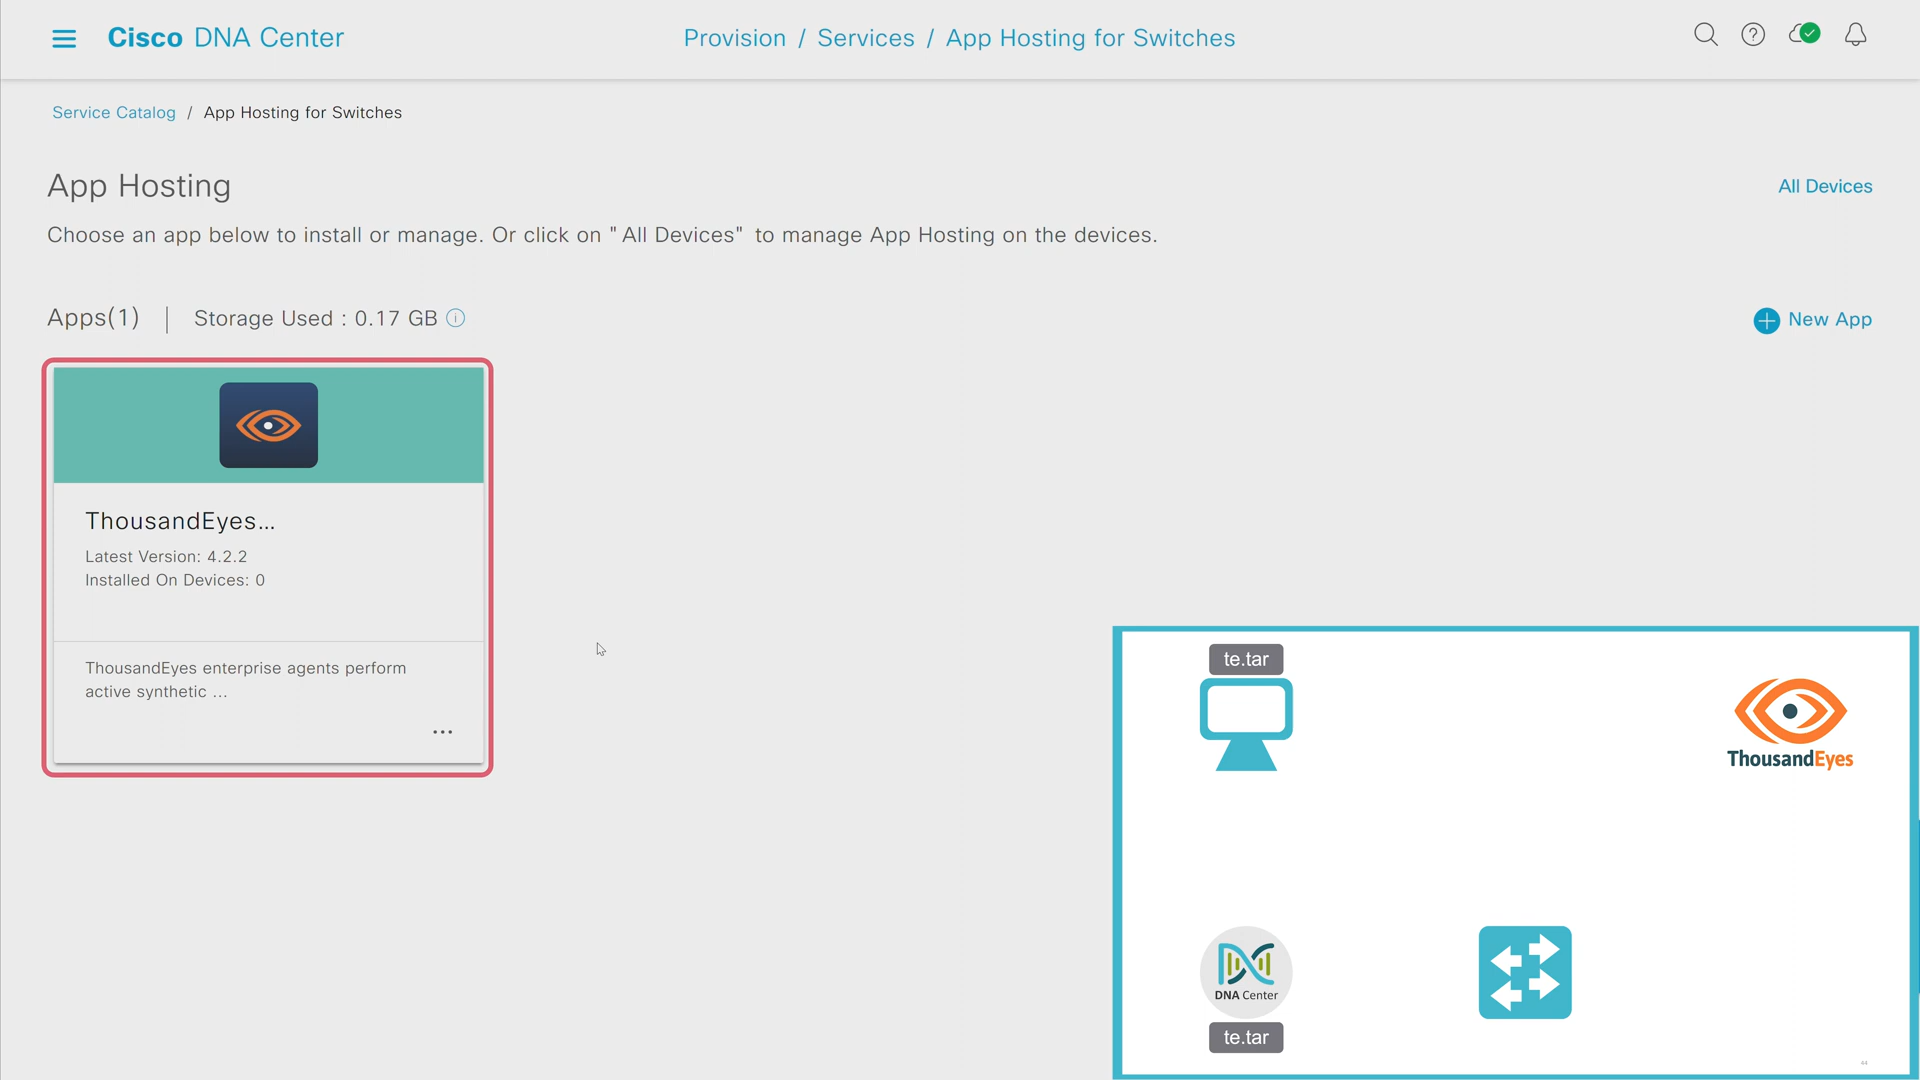 Cisco DNA Center
Provision / Services / App Hosting for Switches
Service Catalog / App Hosting for Switches
App Hosting
All Devices
Choose an app below to install or manage. Or click on "All Devices" to manage App Hosting on the devices.
Apps(1) | Storage Used : 0.17 GB
New App
ThousandEyes...
Latest Version: 4.2.2
Installed On Devices: 0
ThousandEyes enterprise agents perform
active synthetic ...
te.tar
ThousandEyes
DNA Center
te.tar